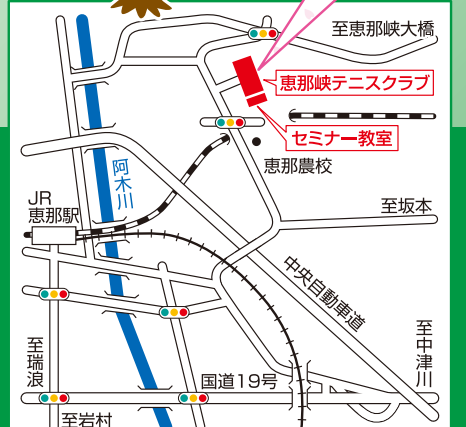 至恵那峡大橋
恵那峡テニスクラブ
セミナー教室
恵那農校
阿木川
JR
恵那駅
至坂本
中央自動車道
至瑞浪
至中津川
国道19号
至岩村